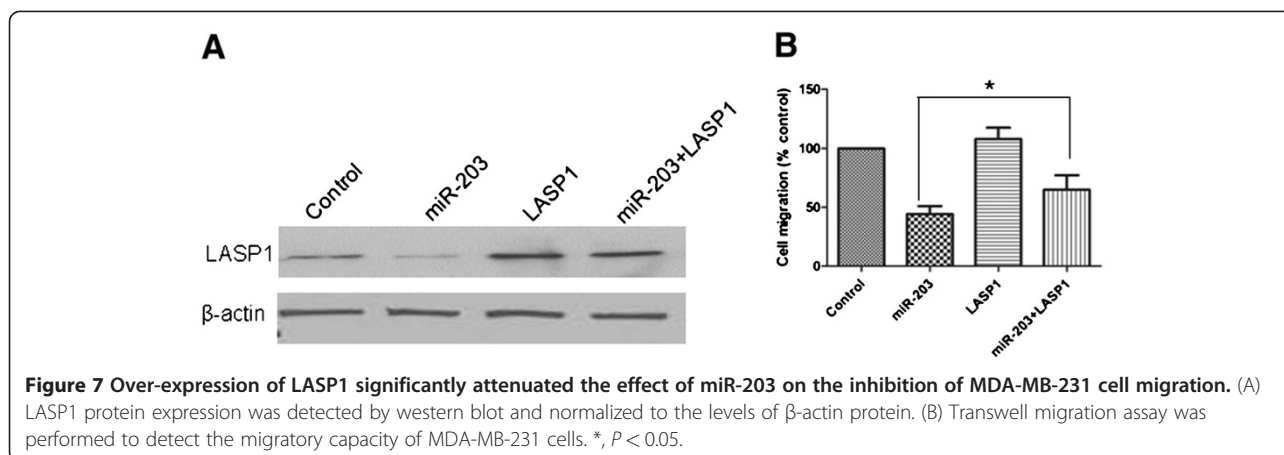 A
Control
miR-203
LASP1
miR-203+LASP1
LASP1
β-actin
B
*
Cell migration (% control)
150
100
50
0
Control
miR-203
LASP1
miR-203+LASP1
Figure 7 Over-expression of LASP1 significantly attenuated the effect of miR-203 on the inhibition of MDA-MB-231 cell migration. (A)
LASP1 protein expression was detected by western blot and normalized to the levels of β-actin protein. (B) Transwell migration assay was
performed to detect the migratory capacity of MDA-MB-231 cells. *, P < 0.05.